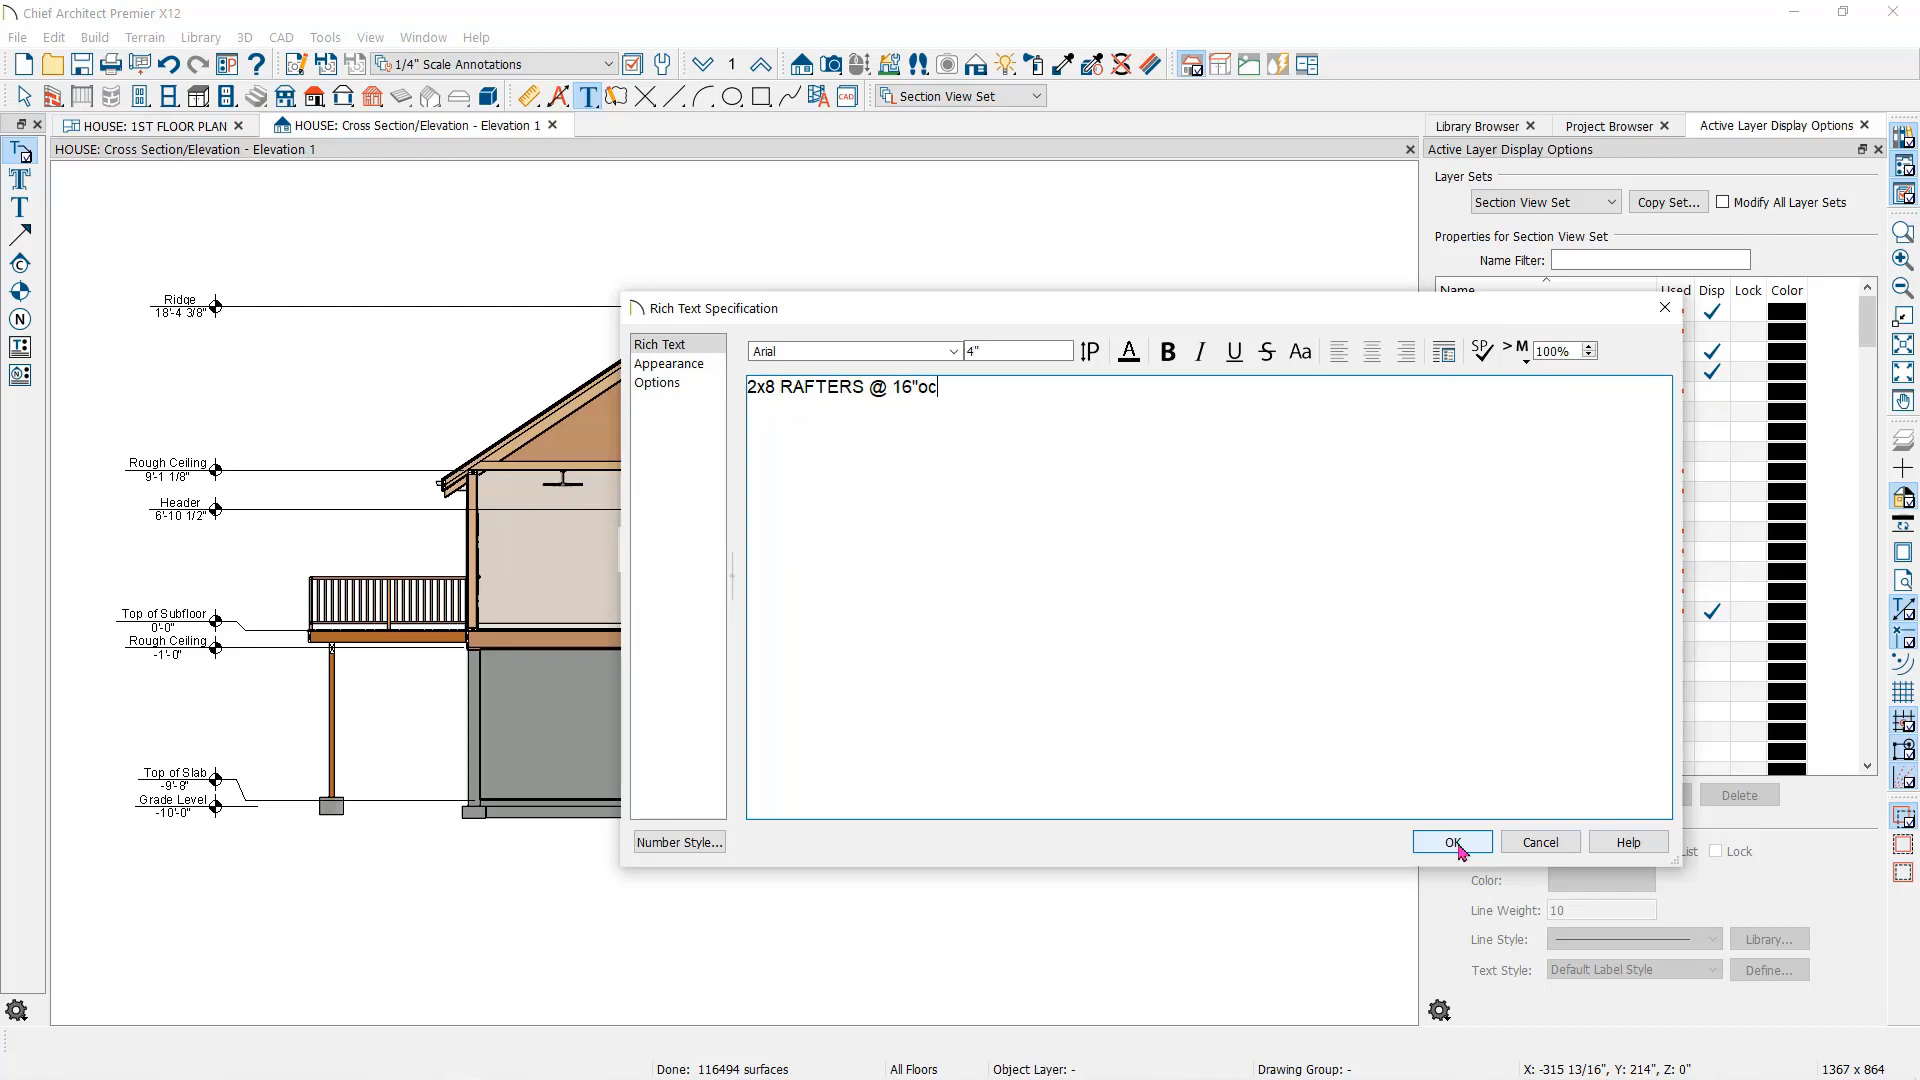 Chief Architect Premier X12
File Edit Build Terrain Library 3D CAD Tools View Window Help
1/4" Scale Annotations
1
Section View Set
HOUSE: 1ST FLOOR PLAN
HOUSE: Cross Section/Elevation - Elevation 1
Library Browser
Project Browser
Active Layer Display Options
HOUSE: Cross Section/Elevation - Elevation 1
Active Layer Display Options
Layer Sets
Section View Set
Copy Set...
Modify All Layer Sets
Properties for Section View Set
Name Filter:
Name Used Disp Lock Color
Ridge
18'-4 3/8"
Rough Ceiling
9'-1 1/8"
Header
6'-10 1/2"
Top of Subfloor
0'-0"
Rough Ceiling
-1'-0"
Top of Slab
-9'-8"
Grade Level
-10'-0"
Rich Text Specification
Rich Text
Appearance
Options
Arial
4"
100%
2x8 RAFTERS @ 16"oc
Number Style...
OK
Cancel
Help
Delete
Lock
Color:
Line Weight: 10
Line Style:
Library...
Text Style: Default Label Style
Define...
Done: 116494 surfaces
All Floors
Object Layer: -
Drawing Group: -
X: -315 13/16", Y: 214", Z: 0"
1367 x 864